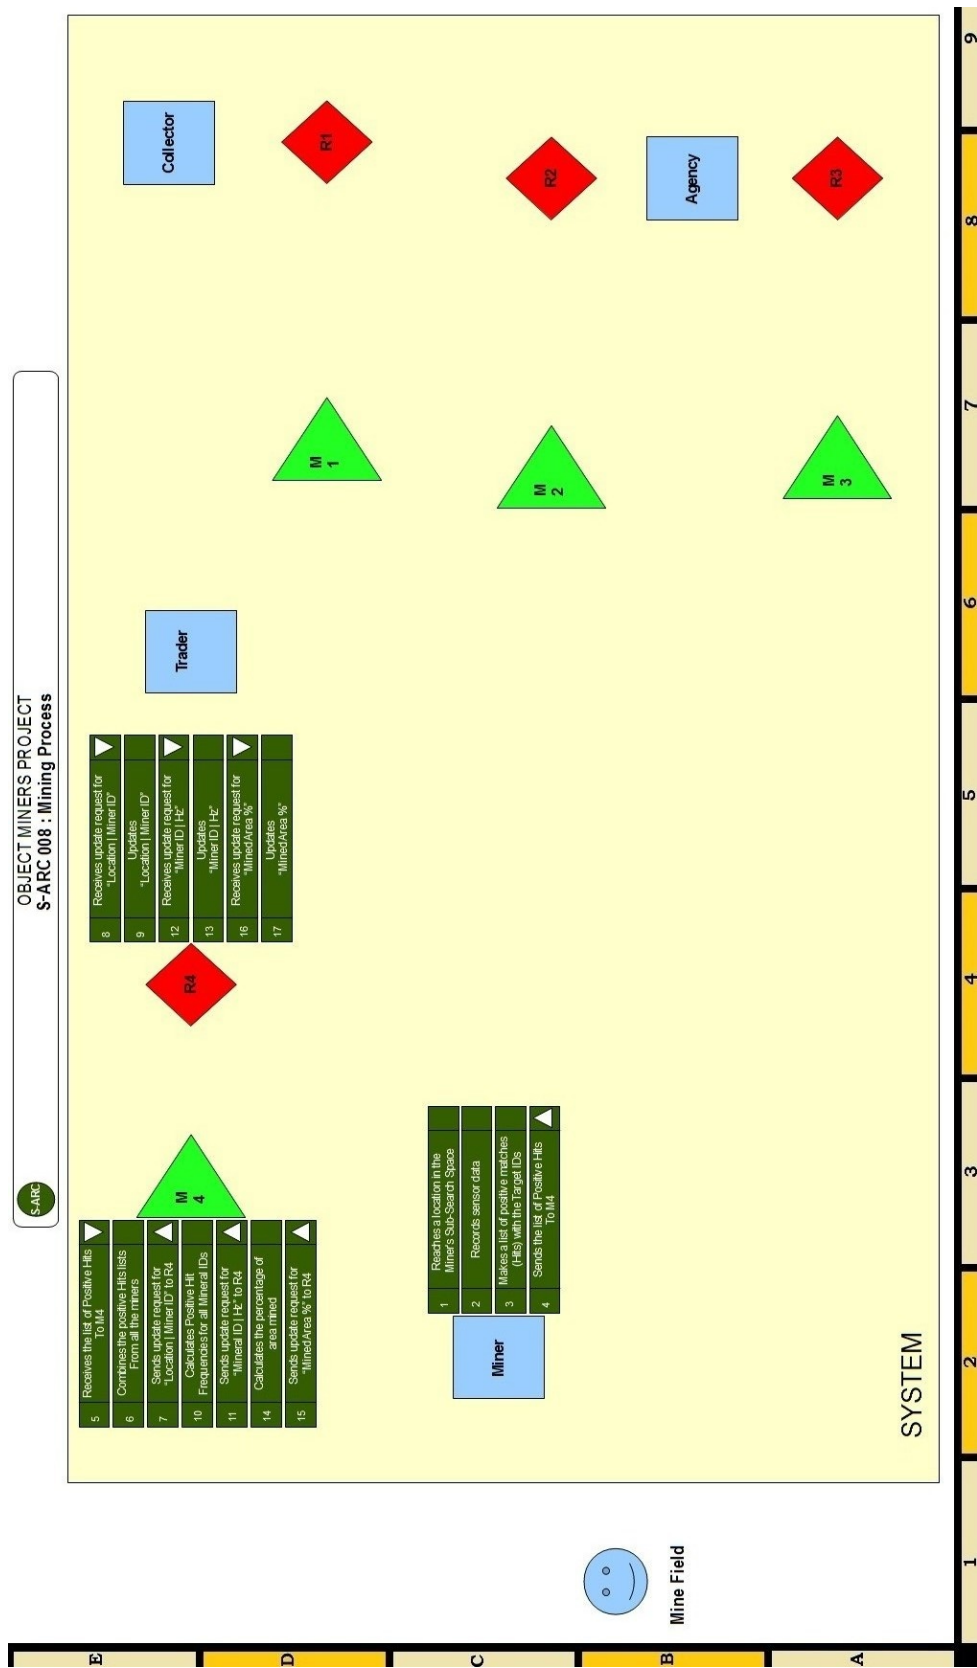 OBJECT MINERS PROJECT
S-ARC 008 : Mining Process
S-ARC
5 Receives the list of Positive Hits
To M4
6 Combines the positive Hits lists
From all the miners
7 Sends update request for
"Location | Miner ID" to R4
10 Calculates Positive Hit
Frequencies for all Mineral IDs
11 Sends update request for
"Mineral ID | Hz" to R4
14 Calculates the percentage of
area mined
15 Sends update request for
"Mined Area %" to R4
M
4
R4
8 Receives update request for
"Location | Miner ID"
9 Updates
"Location | Miner ID"
12 Receives update request for
"Miner ID | Hz"
13 Updates
"Miner ID | Hz"
16 Receives update request for
"Mined Area %"
17 Updates
"Mined Area %"
Trader
Collector
M
1
R1
Miner
1 Reaches a location in the
Miner's Sub-Search Space
2 Records sensor data
3 Makes a list of positive matches
(Hits) with the Target IDs
4 Sends the list of Positive Hits
To M4
M
2
R2
Agency
M
3
R3
Mine Field
SYSTEM
E
D
C
B
A
1 2 3 4 5 6 7 8 9